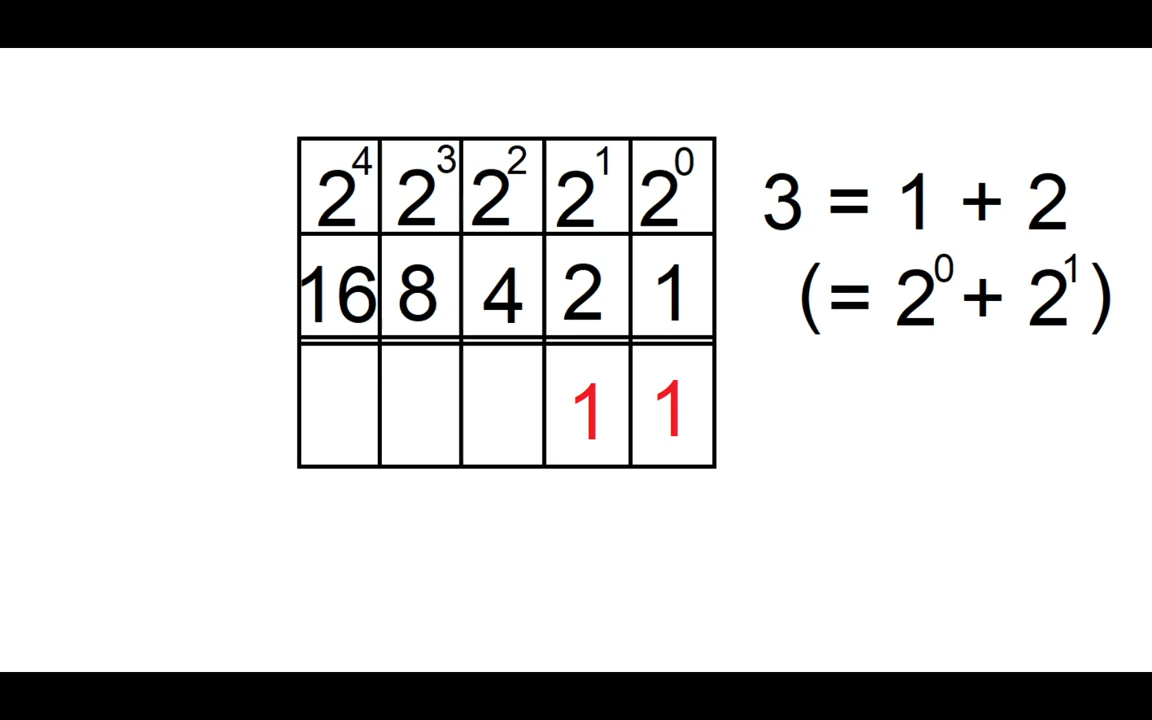 2⁴ 2³ 2² 2¹ 2⁰
16 8 4 2 1
1 1
3 = 1 + 2
(= 2⁰ + 2¹)